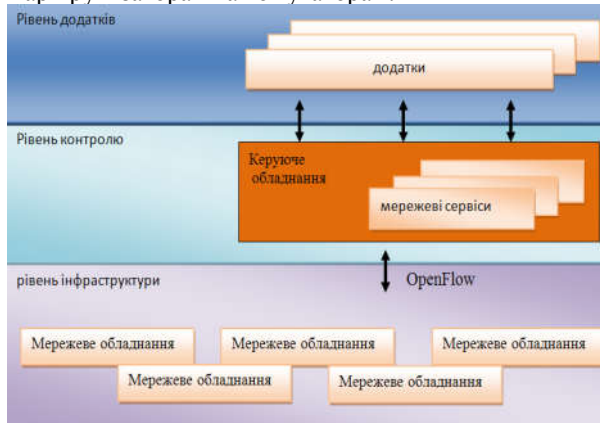 Рівень додатків
додатки
Рівень контролю
Керуюче
обладнання
мережеві сервіси
рівень інфраструктури
OpenFlow
Мережеве обладнання
Мережеве обладнання
Мережеве обладнання
Мережеве обладнання
Мережеве обладнання